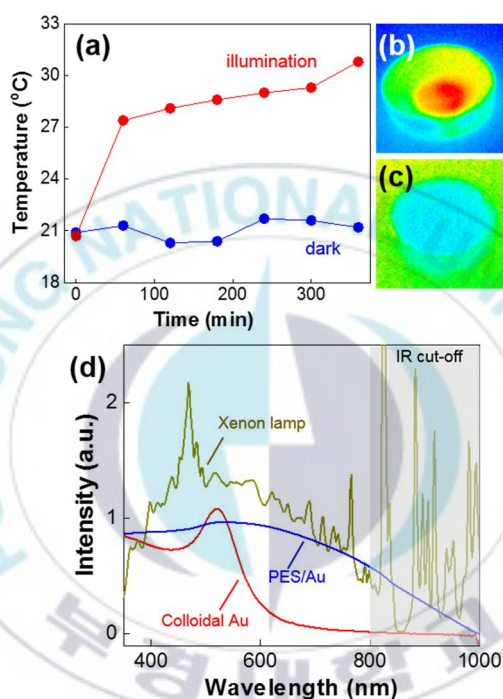 (a)
(b)
(c)
33
30
27
24
21
18
Temperature (°C)
illumination
dark
0
100
200
300
Time (min)
(d)
IR cut-off
Xenon lamp
PES/Au
Colloidal Au
2
1
0
Intensity (a.u.)
400
600
800
1000
Wavelength (nm)
NATIONAL